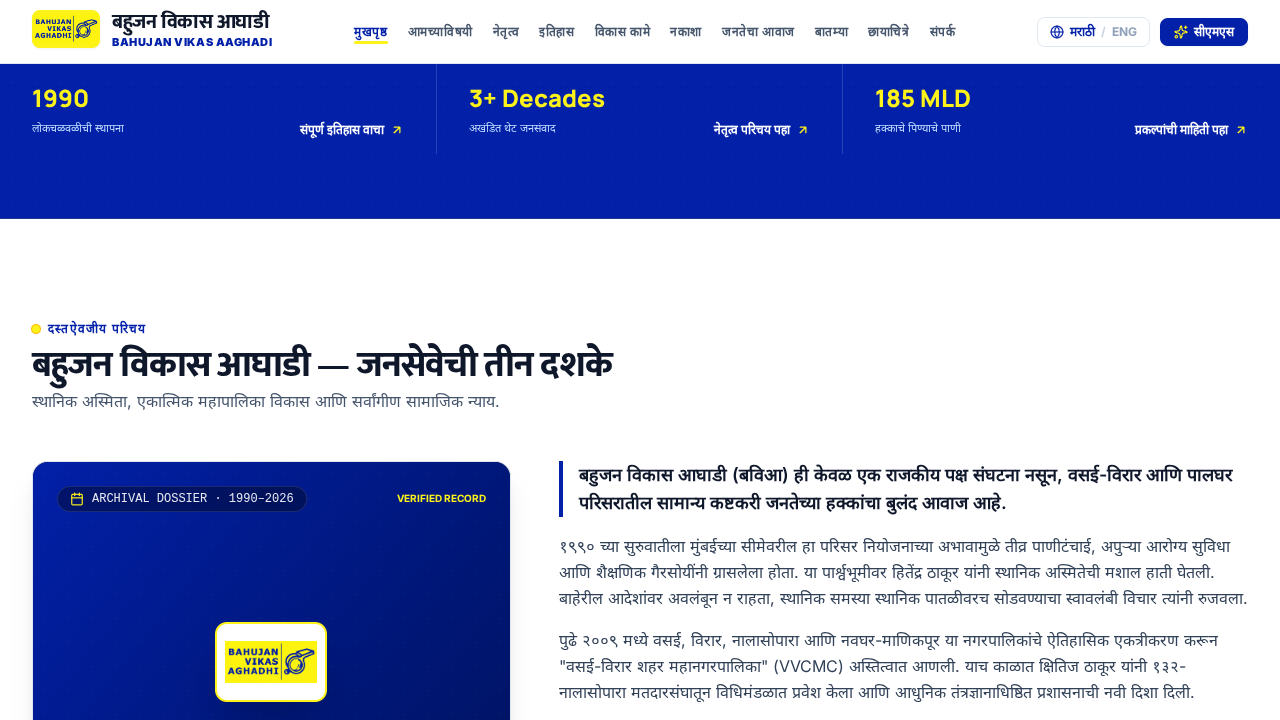 BAHUJAN
VIKAS
AGHADHI
बहुजन विकास आघाडी
BAHUJAN VIKAS AAGHADI
मुखपृष्ठ
आमच्याविषयी
नेतृत्व
इतिहास
विकास कामे
नकाशा
जनतेचा आवाज
बातम्या
छायाचित्रे
संपर्क
मराठी / ENG
सीएमएस
1990
लोकचळवळीची स्थापना
संपूर्ण इतिहास वाचा
3+ Decades
अखंडित थेट जनसंवाद
नेतृत्व परिचय पहा
185 MLD
हक्काचे पिण्याचे पाणी
प्रकल्पांची माहिती पहा
दस्तऐवजीय परिचय
बहुजन विकास आघाडी — जनसेवेची तीन दशके
स्थानिक अस्मिता, एकात्मिक महापालिका विकास आणि सर्वांगीण सामाजिक न्याय.
ARCHIVAL DOSSIER · 1990–2026
VERIFIED RECORD
BAHUJAN
VIKAS
AGHADHI
बहुजन विकास आघाडी (बविआ) ही केवळ एक राजकीय पक्ष संघटना नसून, वसई-विरार आणि पालघर
परिसरातील सामान्य कष्टकरी जनतेच्या हक्कांचा बुलंद आवाज आहे.
१९९० च्या सुरुवातीला मुंबईच्या सीमेवरील हा परिसर नियोजनाच्या अभावामुळे तीव्र पाणीटंचाई, अपुऱ्या आरोग्य सुविधा
आणि शैक्षणिक गैरसोयींनी ग्रासलेला होता. या पार्श्वभूमीवर हितेंद्र ठाकूर यांनी स्थानिक अस्मितेची मशाल हाती घेतली.
बाहेरील आदेशांवर अवलंबून न राहता, स्थानिक समस्या स्थानिक पातळीवरच सोडवण्याचा स्वावलंबी विचार त्यांनी रुजवला.
पुढे २००९ मध्ये वसई, विरार, नालासोपारा आणि नवघर-माणिकपूर या नगरपालिकांचे ऐतिहासिक एकत्रीकरण करून
"वसई-विरार शहर महानगरपालिका" (VVCMC) अस्तित्वात आणली. याच काळात क्षितिज ठाकूर यांनी १३२-
नालासोपारा मतदारसंघातून विधिमंडळात प्रवेश केला आणि आधुनिक तंत्रज्ञानाधिष्ठित प्रशासनाची नवी दिशा दिली.